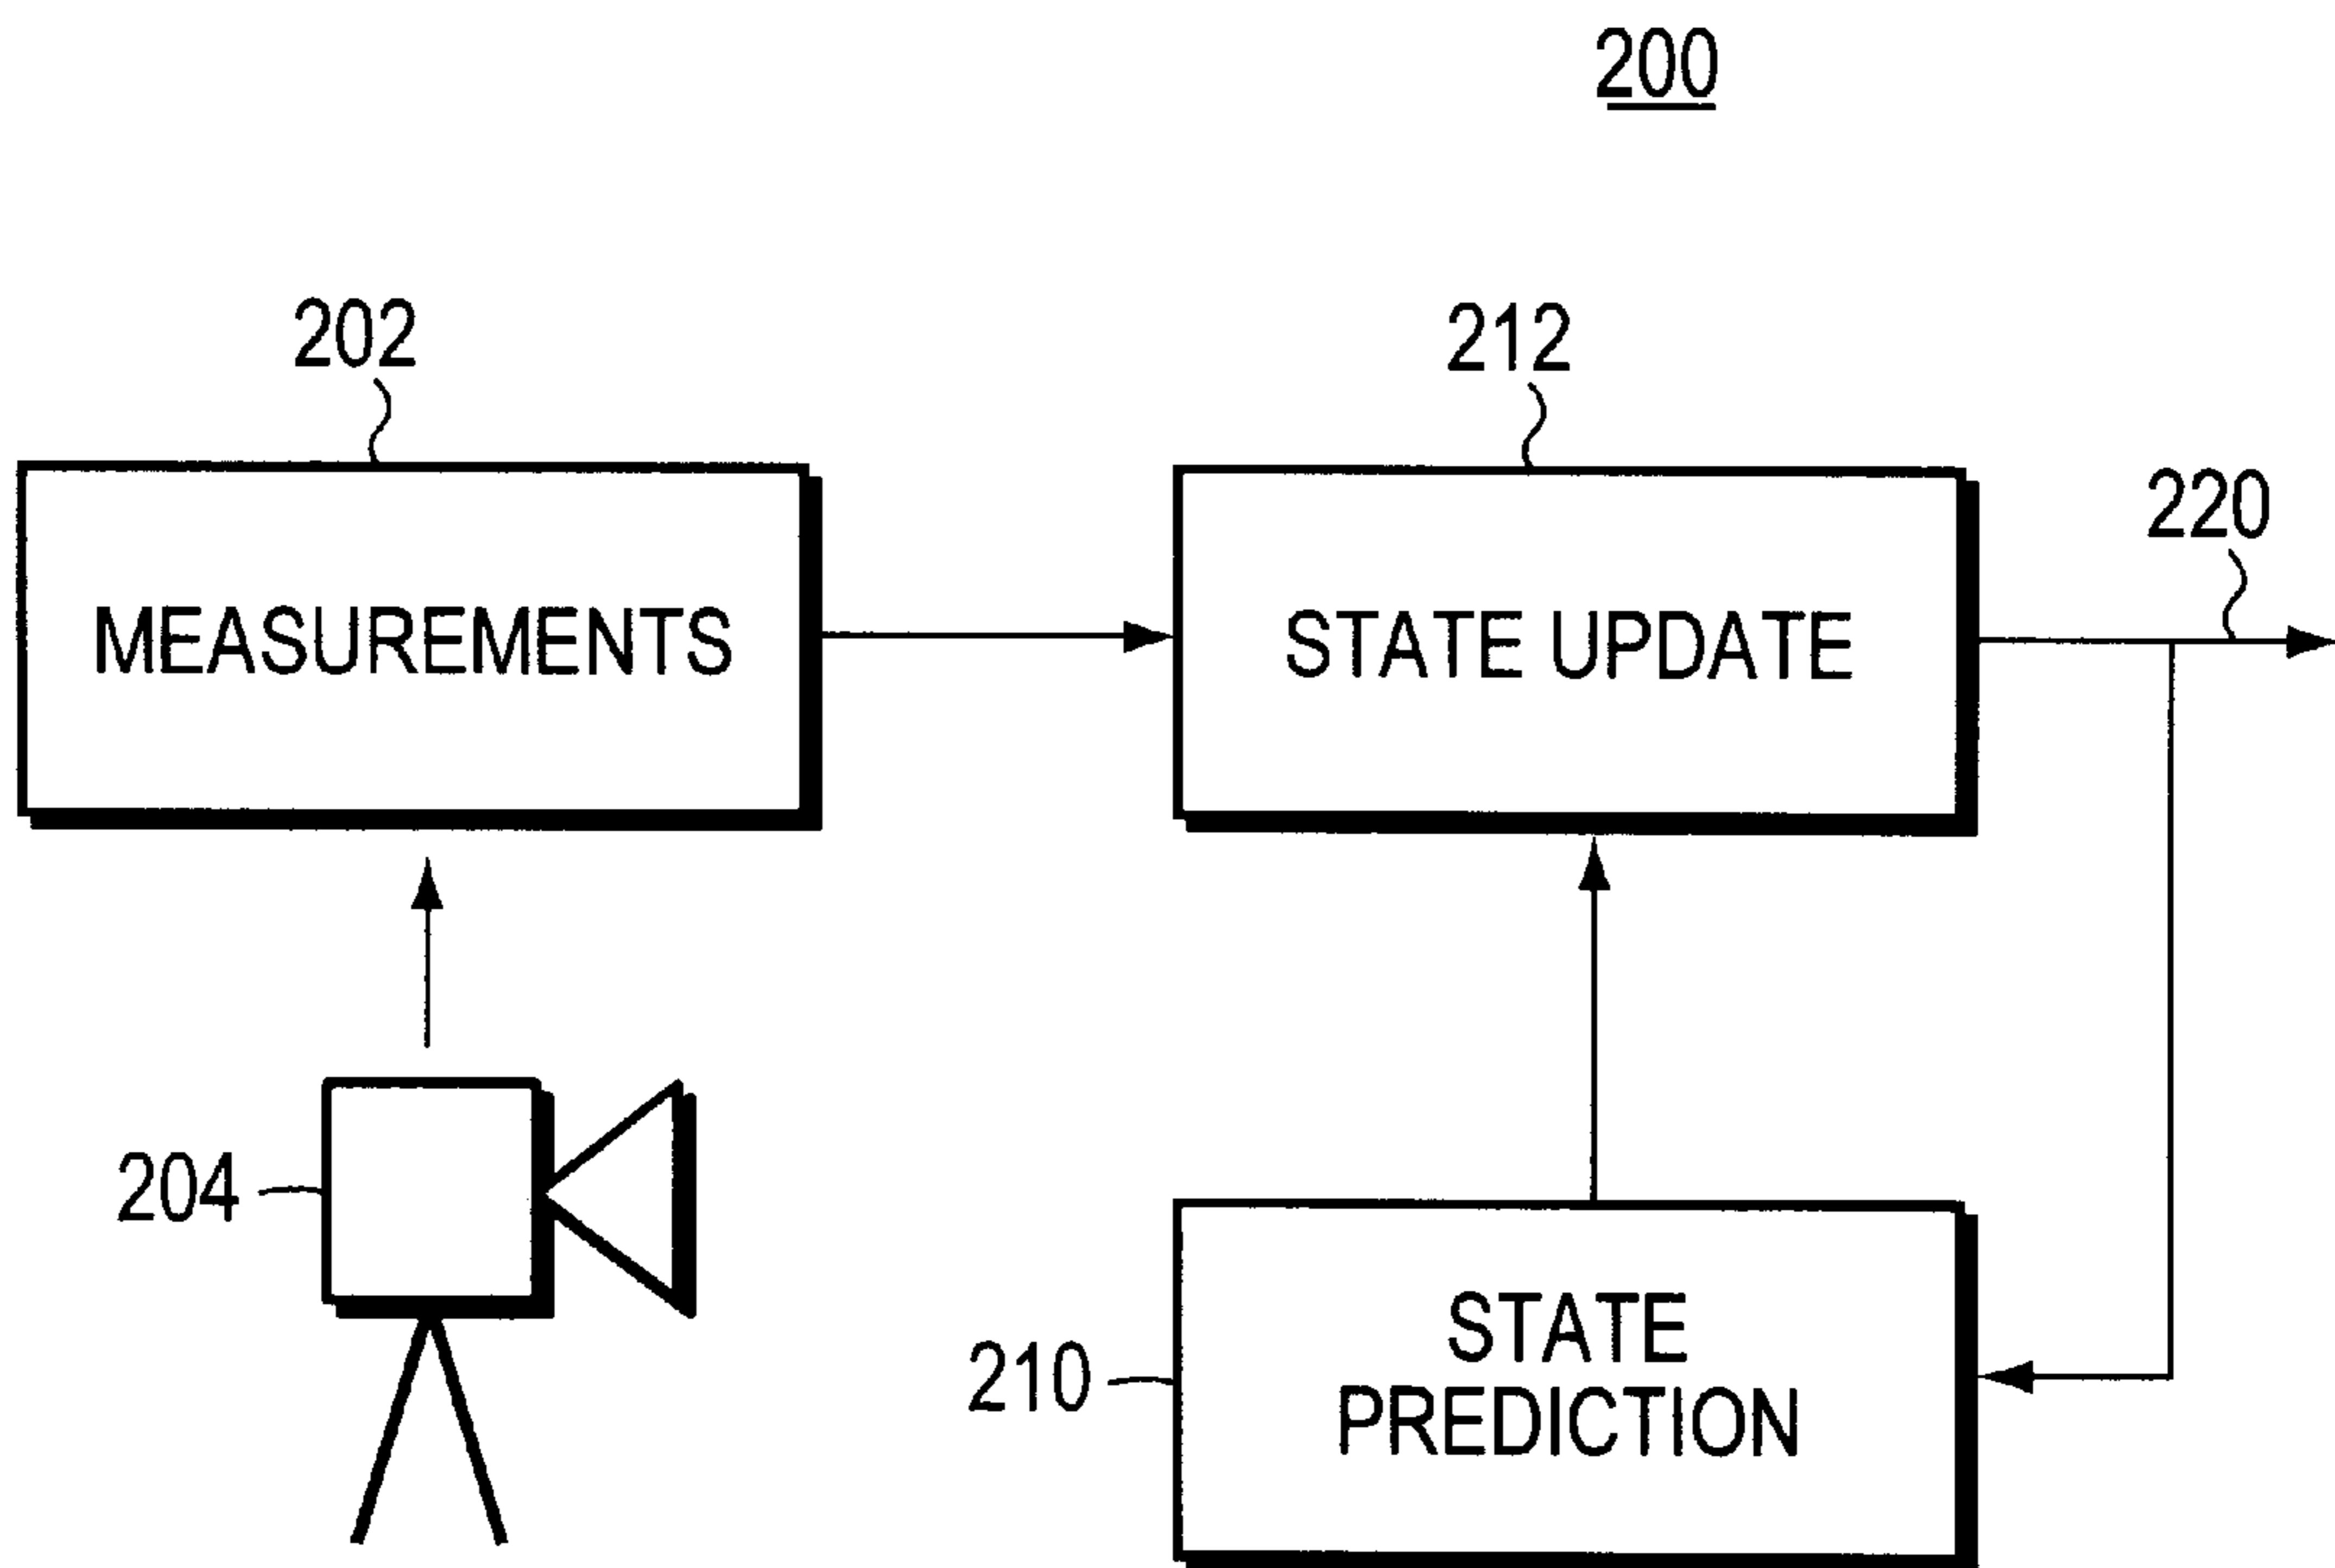 200
202
212
220
MEASUREMENTS
STATE UPDATE
204
210
STATE
PREDICTION